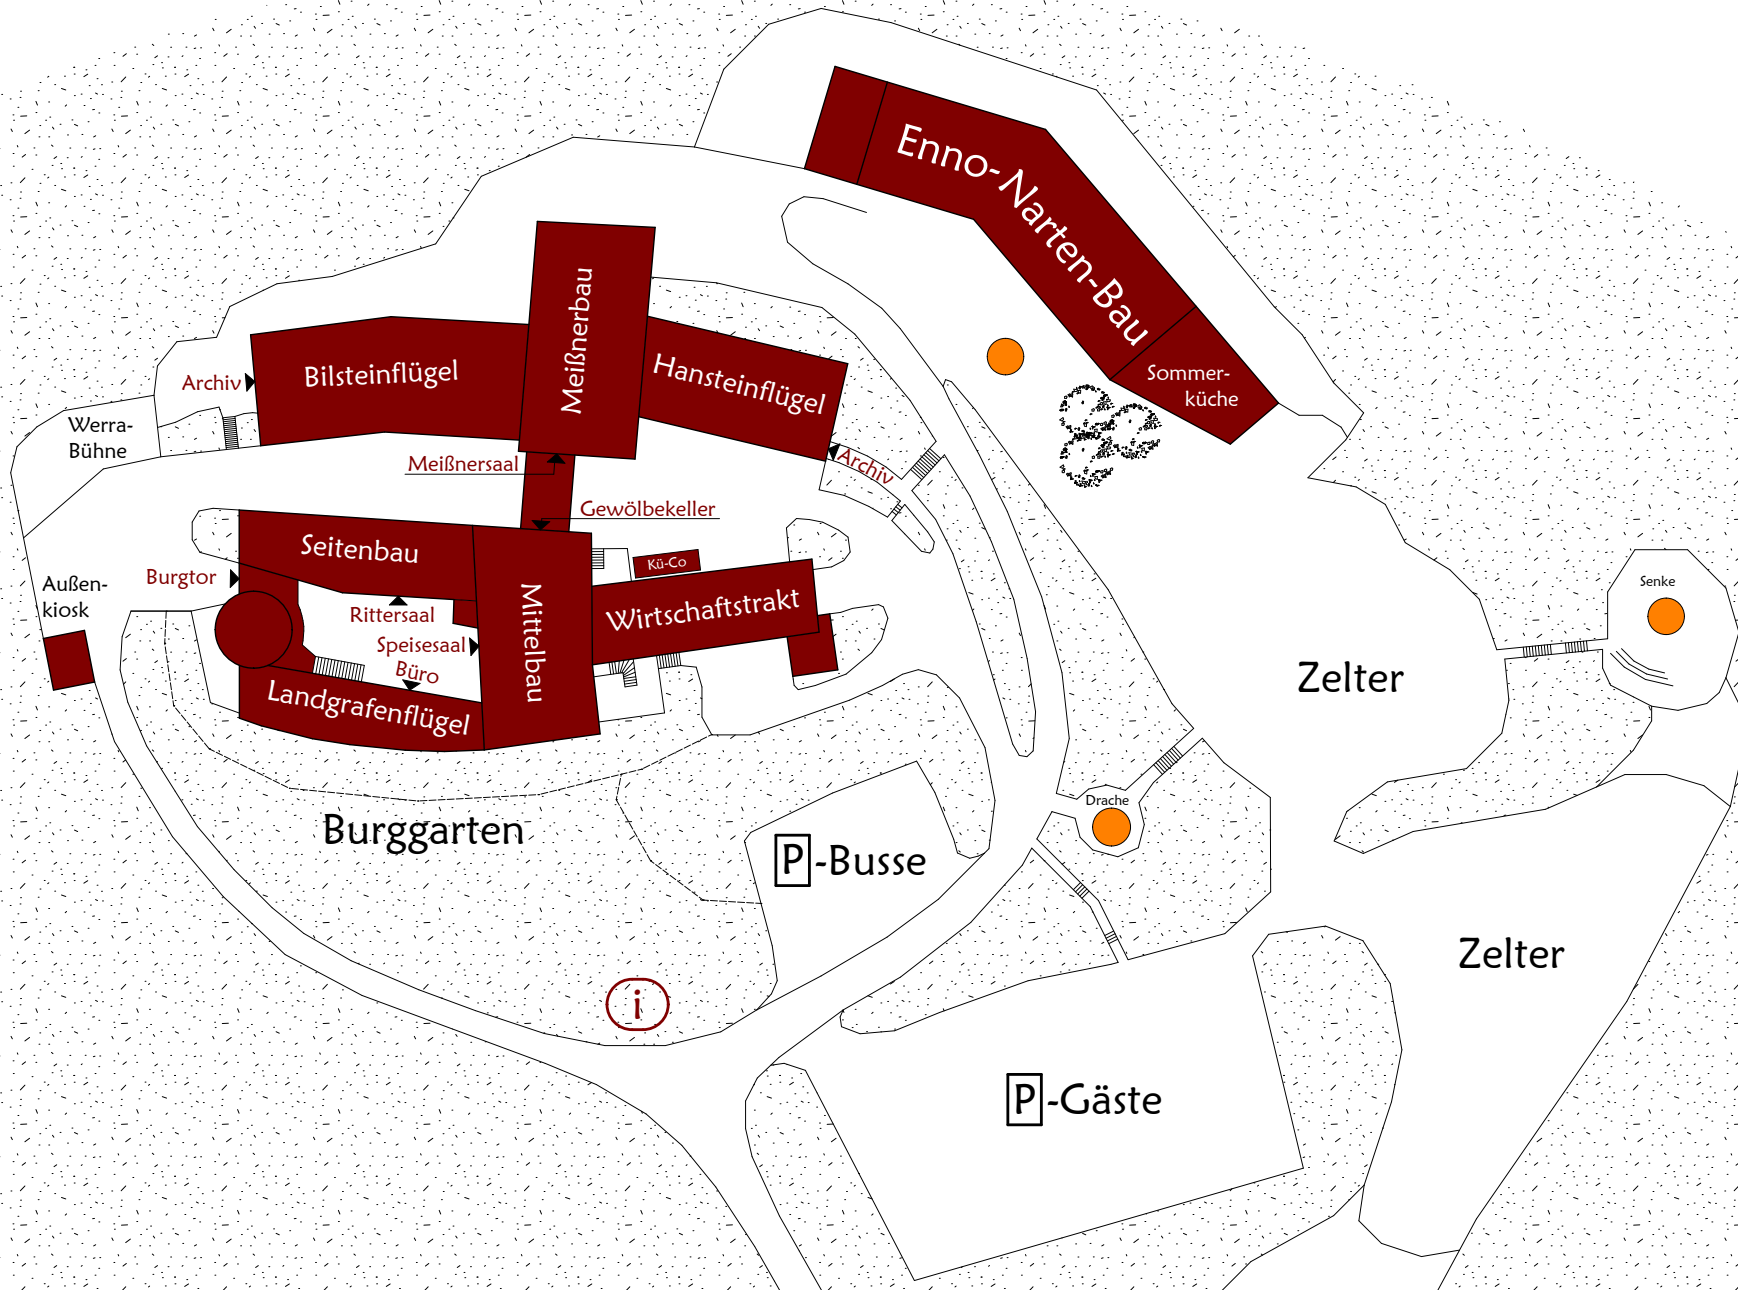 Enno-Narten-Bau
Meißnerbau
Bilsteinflügel
Hansteinflügel
Archiv
Sommer-
küche
Werra-
Bühne
Meißnersaal
Archiv
Gewölbekeller
Seitenbau
Kü-Co
Burgtor
Außen-
kiosk
Rittersaal
Mittelbau
Wirtschaftstrakt
Senke
Speisesaal
Büro
Landgrafenflügel
Zelter
Drache
Burggarten
P-Busse
Zelter
i
P-Gäste